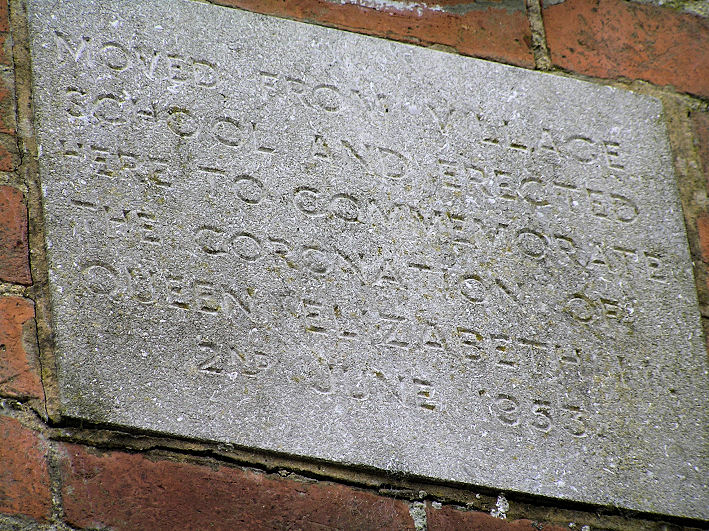 MOVED FROM VILLAGE
SCHOOL AND ERECTED
HERE TO COMMEMORATE
THE CORONATION OF
QUEEN ELIZABETH II
2ND JUNE 1953